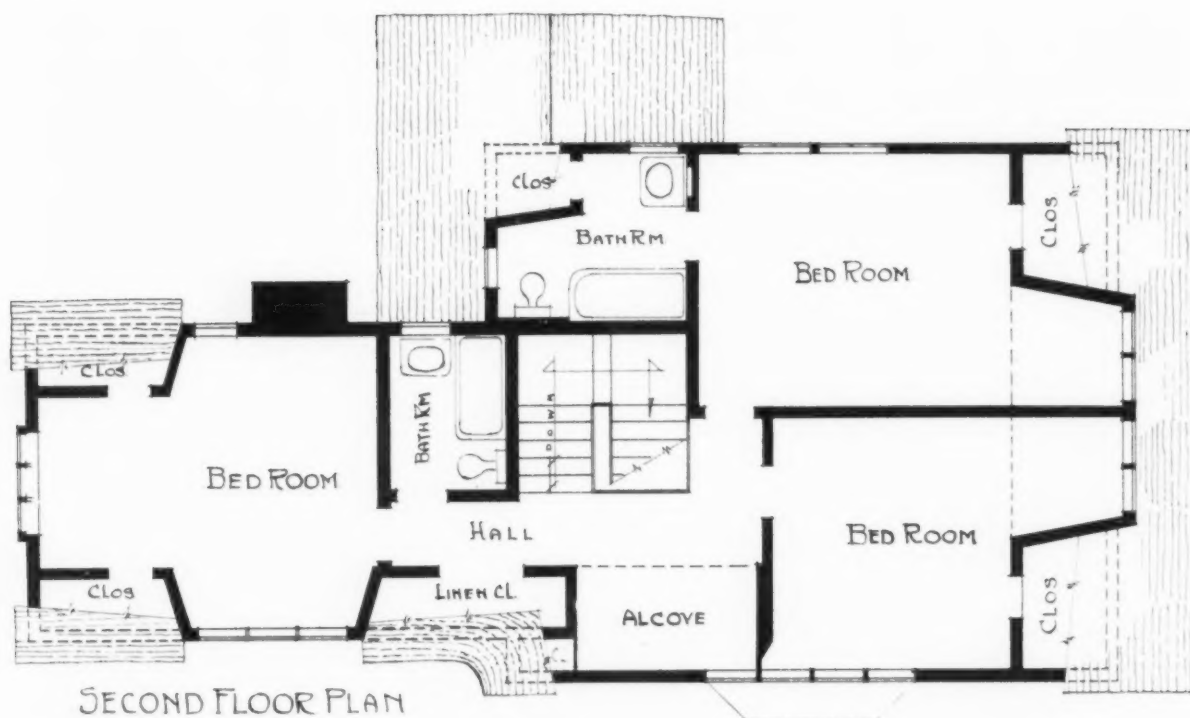 CLOS
BATH RM
BED ROOM
CLOS
CLOS
BED ROOM
BATH RM
DOWN
HALL
BED ROOM
CLOS
LINEN CL.
ALCOVE
CLOS
SECOND FLOOR PLAN